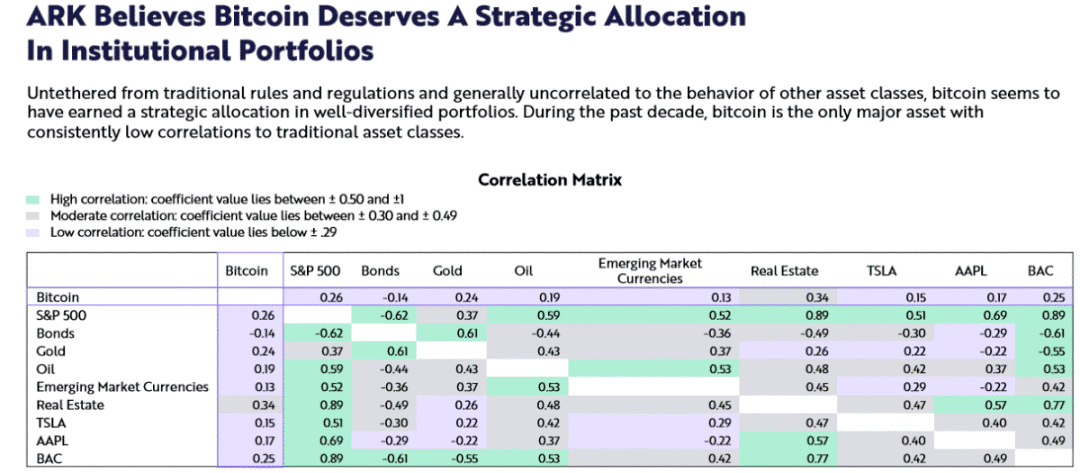 ARK Believes Bitcoin Deserves A Strategic Allocation
In Institutional Portfolios
Untethered from traditional rules and regulations and generally uncorrelated to the behavior of other asset classes, bitcoin seems to
have earned a strategic allocation in well-diversified portfolios. During the past decade, bitcoin is the only major asset with
consistently low correlations to traditional asset classes.
Correlation Matrix
High correlation: coefficient value lies between ± 0.50 and ±1
Moderate correlation: coefficient value lies between ± 0.30 and ± 0.49
Low correlation: coefficient value lies below ± .29
Bitcoin S&P 500 Bonds Gold Oil Emerging Market Currencies Real Estate TSLA AAPL BAC
Bitcoin 0.26 -0.14 0.24 0.19 0.13 0.34 0.15 0.17 0.25
S&P 500 0.26 -0.62 0.37 0.59 0.52 0.89 0.51 0.69 0.89
Bonds -0.14 -0.62 0.61 -0.44 -0.36 -0.49 -0.30 -0.29 -0.61
Gold 0.24 0.37 0.61 0.43 0.37 0.26 0.22 -0.22 -0.55
Oil 0.19 0.59 -0.44 0.43 0.53 0.48 0.42 0.37 0.53
Emerging Market Currencies 0.13 0.52 -0.36 0.37 0.53 0.45 0.29 -0.22 0.42
Real Estate 0.34 0.89 -0.49 0.26 0.48 0.45 0.47 0.57 0.77
TSLA 0.15 0.51 -0.30 0.22 0.42 0.29 0.47 0.40 0.42
AAPL 0.17 0.69 -0.29 -0.22 0.37 -0.22 0.57 0.40 0.49
BAC 0.25 0.89 -0.61 -0.55 0.53 0.42 0.77 0.42 0.49